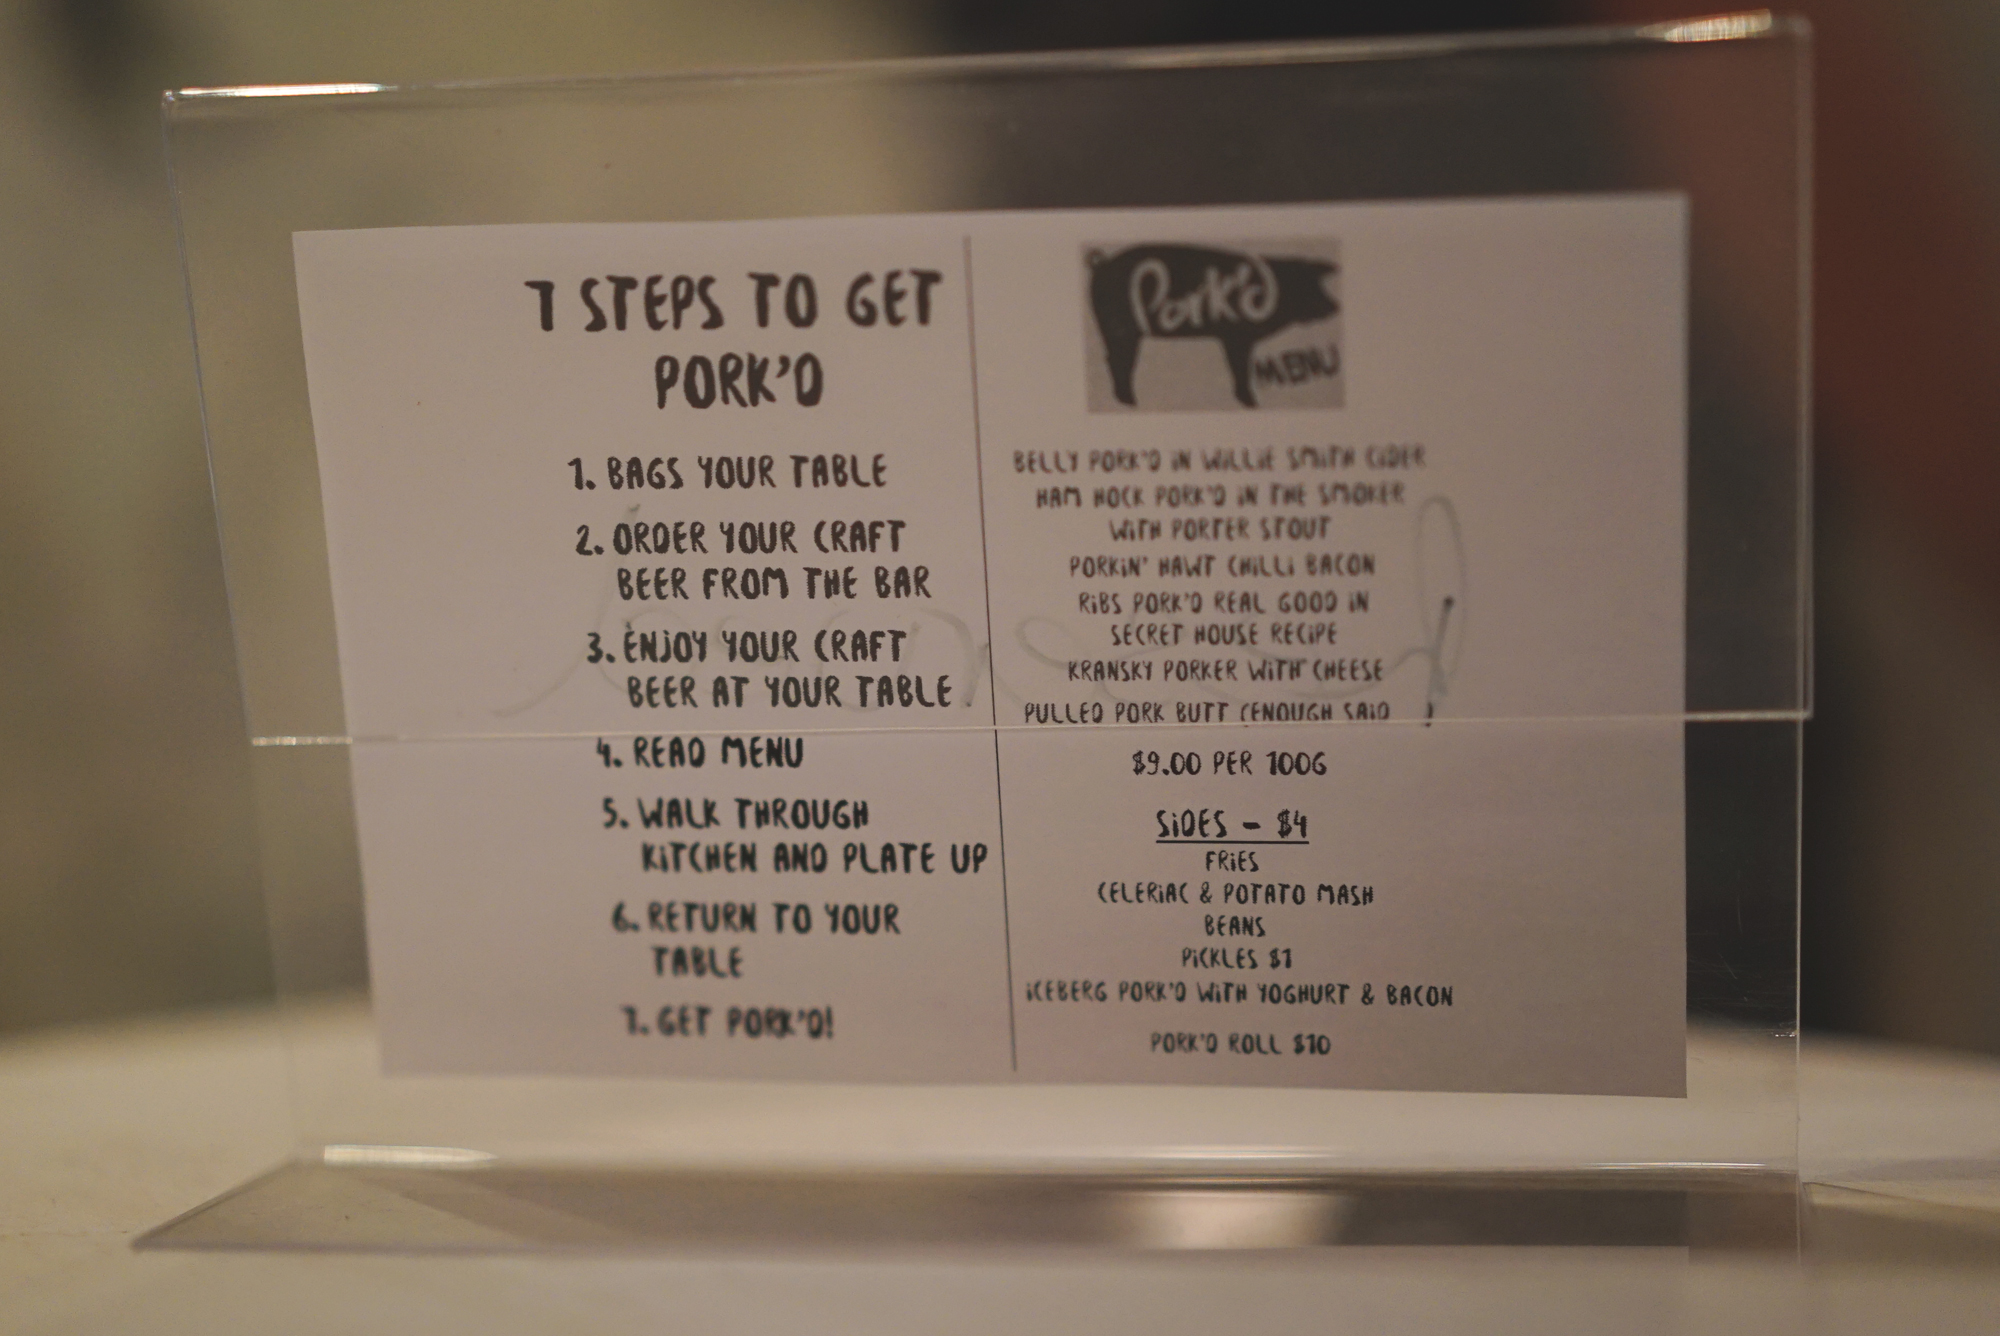 7 STEPS TO GET
PORK'D
1. BAGS YOUR TABLE
2. ORDER YOUR CRAFT
BEER FROM THE BAR
3. ENJOY YOUR CRAFT
BEER AT YOUR TABLE.
4. READ MENU
5. WALK THROUGH
KITCHEN AND PLATE UP
6. RETURN TO YOUR
TABLE
7. GET PORK'D!
Pork'd
MENU
BELLY PORK'D IN WILLIE SMITH CIDER
HAM HOCK PORK'D IN THE SMOKER
WITH PORTER STOUT
PORKIN' HAWT CHILLI BACON
RIBS PORK'D REAL GOOD IN
SECRET HOUSE RECIPE
KRANSKY PORKER WITH CHEESE
PULLED PORK BUTT (ENOUGH SAID
$9.00 PER 100G
SIDES - $4
FRIES
CELERIAC & POTATO MASH
BEANS
PICKLES $1
ICEBERG PORK'D WITH YOGHURT & BACON
PORK'D ROLL $10